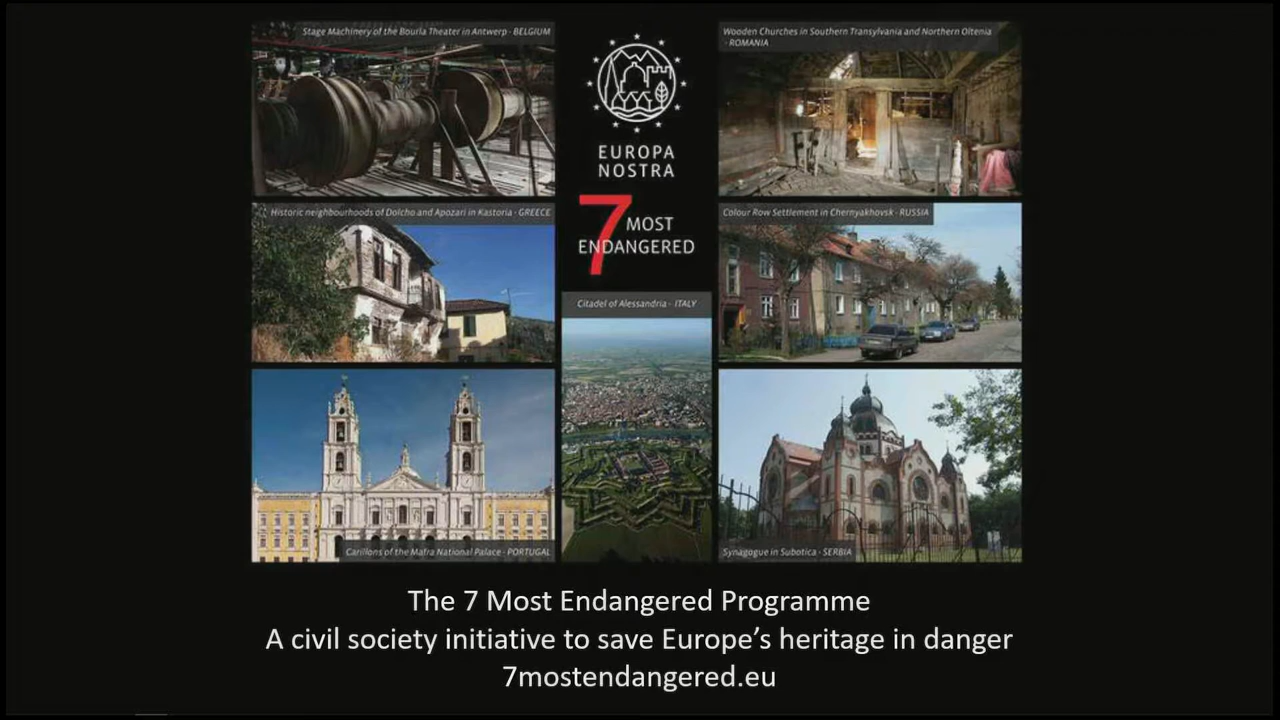 Stage Machinery of the Bourla Theater in Antwerp - BELGIUM
EUROPA
NOSTRA
7 MOST
ENDANGERED
Wooden Churches in Southern Transylvania and Northern Oltenia
- ROMANIA
Historic neighbourhoods of Dolcho and Apozari in Kastoria - GREECE
Citadel of Alessandria - ITALY
Colour Row Settlement in Chernyakhovsk - RUSSIA
Carillons of the Mafra National Palace - PORTUGAL
Synagogue in Subotica - SERBIA
The 7 Most Endangered Programme
A civil society initiative to save Europe’s heritage in danger
7mostendangered.eu